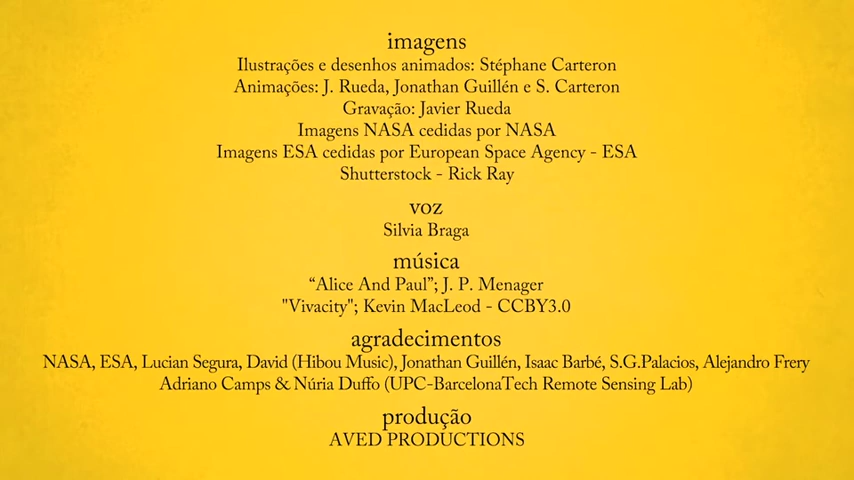 imagens
Ilustrações e desenhos animados: Stéphane Carteron
Animações: J. Rueda, Jonathan Guillén e S. Carteron
Gravação: Javier Rueda
Imagens NASA cedidas por NASA
Imagens ESA cedidas por European Space Agency - ESA
Shutterstock - Rick Ray
voz
Silvia Braga
música
“Alice And Paul”; J. P. Menager
"Vivacity"; Kevin MacLeod - CCBY3.0
agradecimentos
NASA, ESA, Lucian Segura, David (Hibou Music), Jonathan Guillén, Isaac Barbé, S.G.Palacios, Alejandro Frery
Adriano Camps & Núria Duffo (UPC-BarcelonaTech Remote Sensing Lab)
produção
AVED PRODUCTIONS